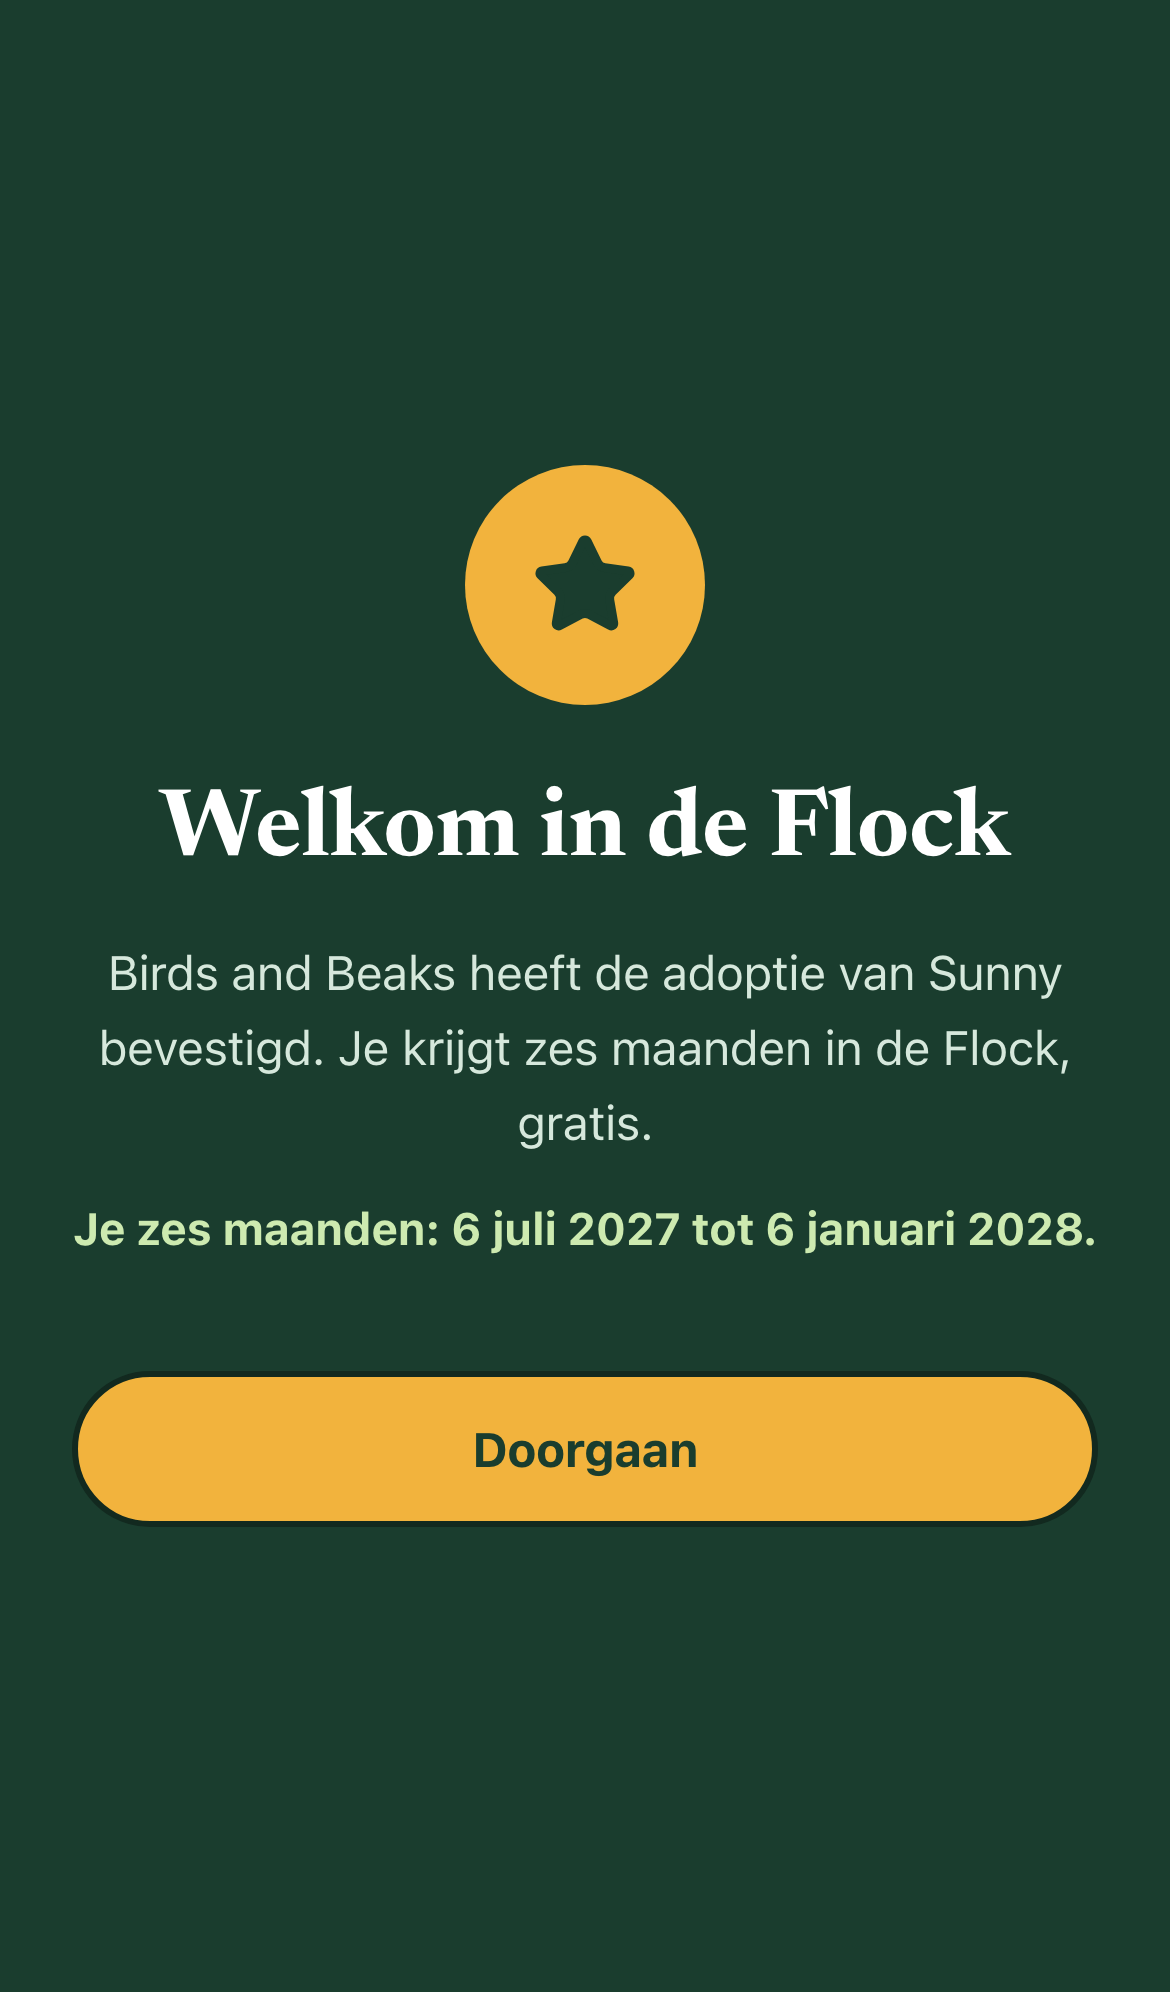 Welkom in de Flock
Birds and Beaks heeft de adoptie van Sunny
bevestigd. Je krijgt zes maanden in de Flock,
gratis.
Je zes maanden: 6 juli 2027 tot 6 januari 2028.
Doorgaan